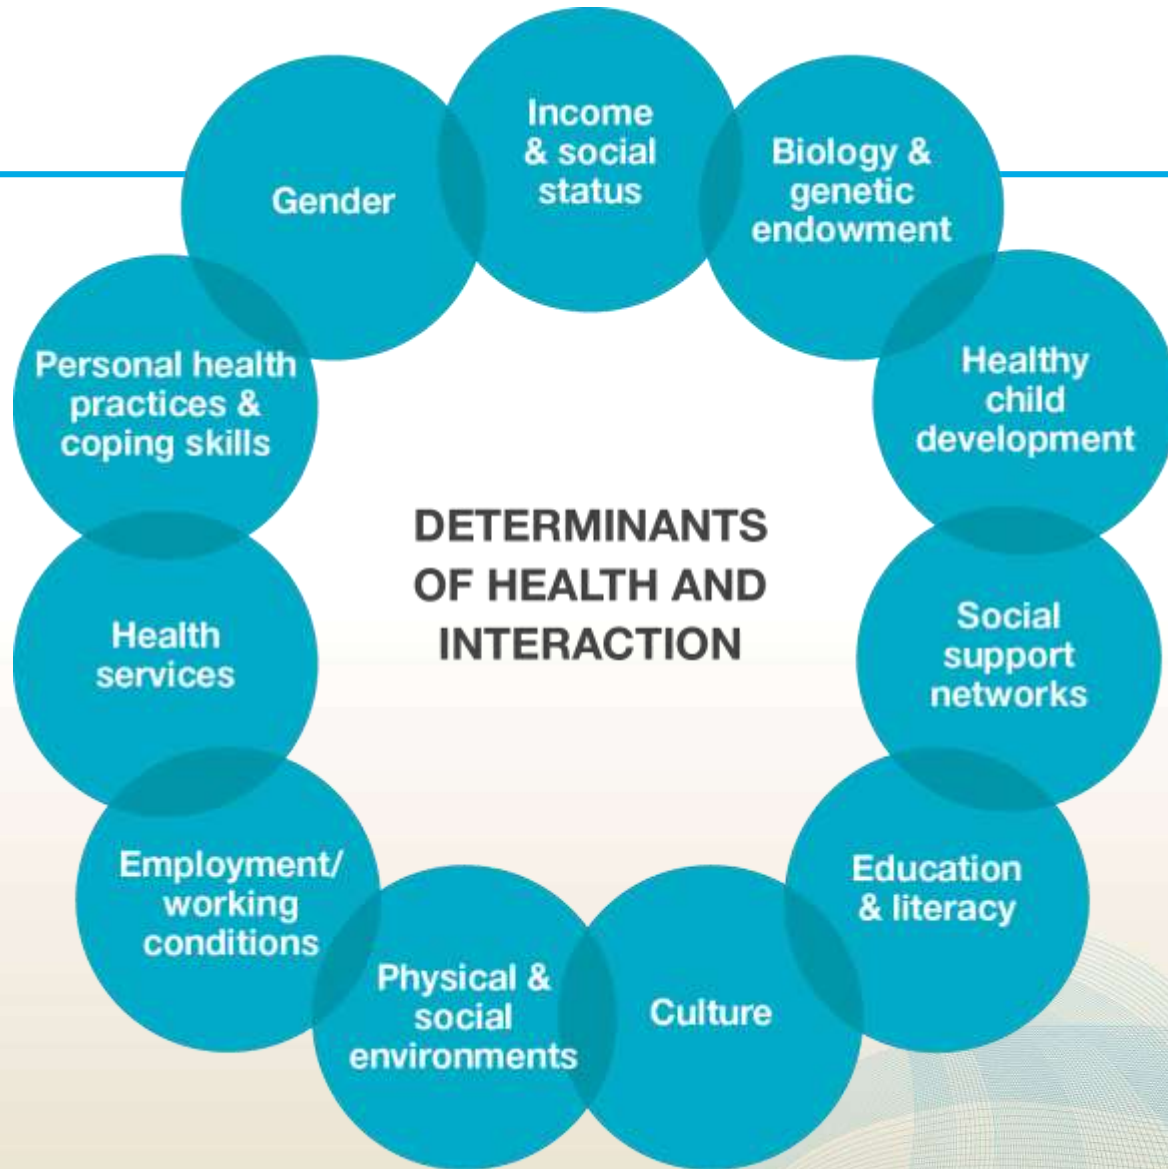 Income
& social
status
Biology &
genetic
endowment
Healthy
child
development
Social
support
networks
Education
& literacy
Culture
Physical &
social
environments
Employment/
working
conditions
Health
services
Personal health
practices &
coping skills
Gender
DETERMINANTS
OF HEALTH AND
INTERACTION